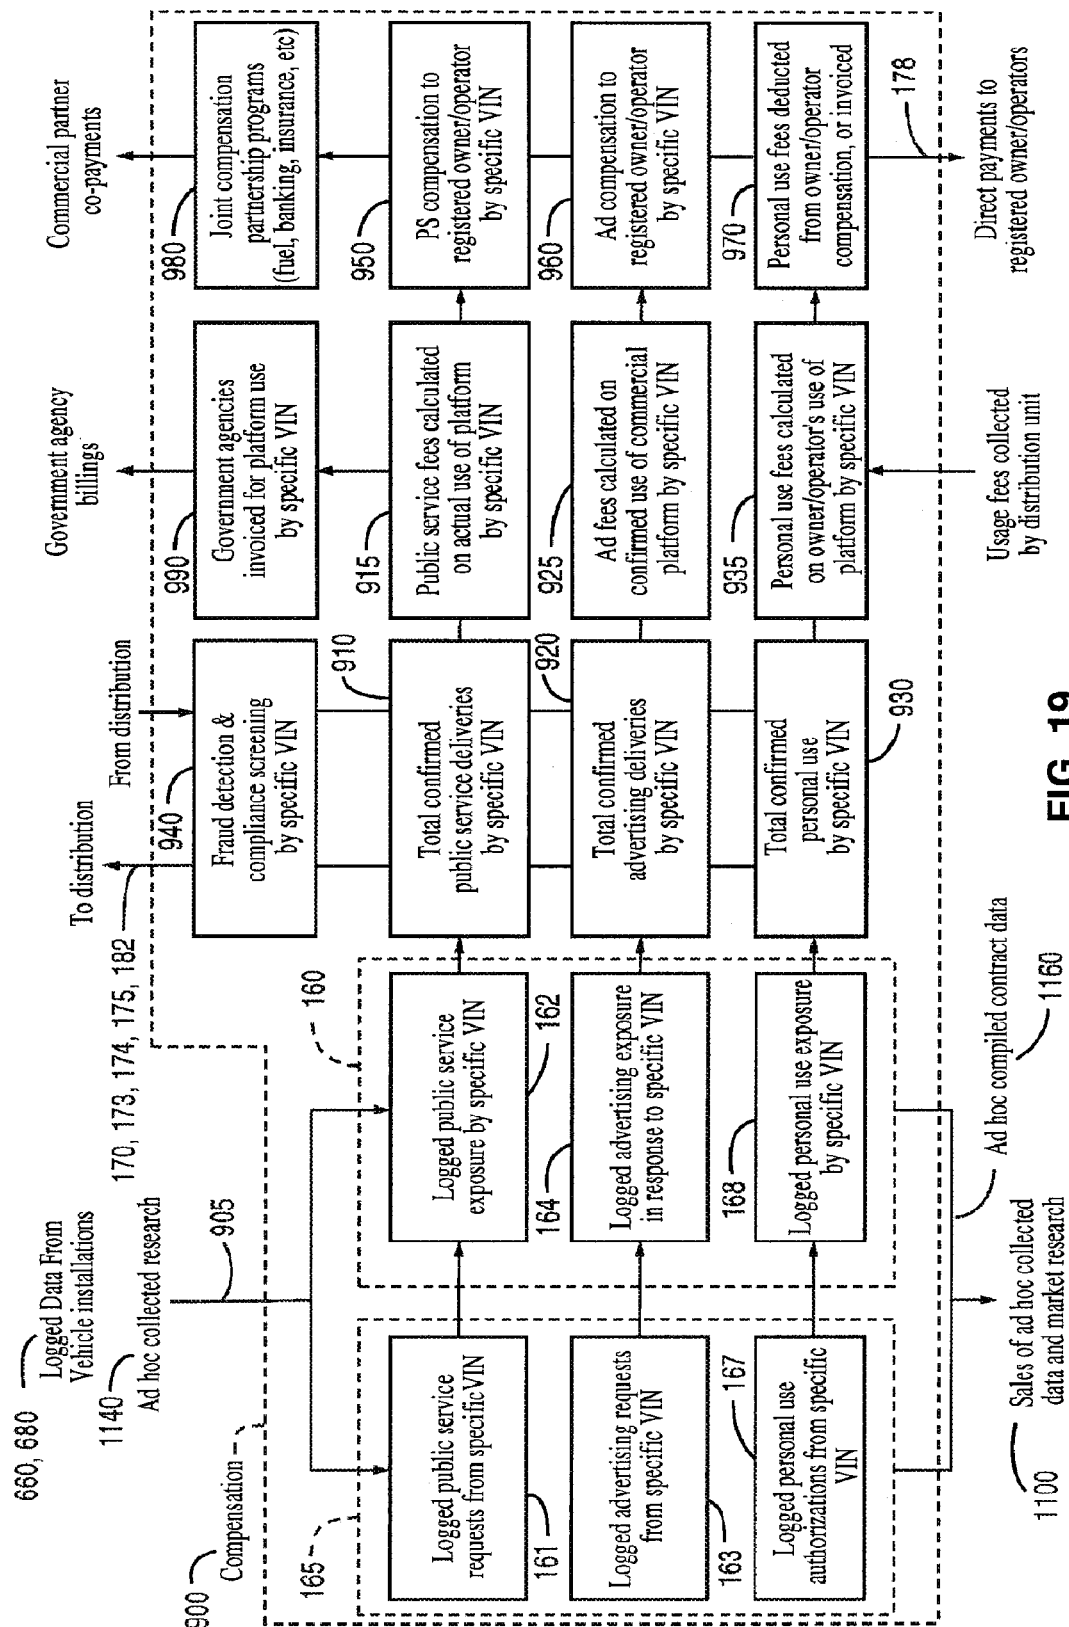 660, 680
Logged Data From
Vehicle installations
1140
Ad hoc collected research
905
900
Compensation
165
Logged public service
requests from specific VIN
161
Logged advertising requests
from specific VIN
163
167
Logged personal use
authorizations from specific
VIN
160
Logged public service
exposure by specific VIN
162
164
Logged advertising exposure
in response to specific VIN
168
Logged personal use exposure
by specific VIN
1100
Sales of ad hoc collected
data and market research
Ad hoc compiled contract data
1160
To distribution
170, 173, 174, 175, 182
From distribution
940
Fraud detection &
compliance screening
by specific VIN
910
Total confirmed
public service deliveries
by specific VIN
920
Total confirmed
advertising deliveries
by specific VIN
Total confirmed
personal use
by specific VIN
930
Government agency
billings
990
Government agencies
invoiced for platform use
by specific VIN
915
Public service fees calculated
on actual use of platform
by specific VIN
925
Ad fees calculated on
confirmed use of commercial
platform by specific VIN
935
Personal use fees calculated
on owner/operator's use of
platform by specific VIN
Usage fees collected
by distribution unit
Commercial partner
co-payments
980
Joint compensation
partnership programs
(fuel, banking, insurance, etc)
950
PS compensation to
registered owner/operator
by specific VIN
960
Ad compensation to
registered owner/operator
by specific VIN
970
Personal use fees deducted
from owner/operator
compensation, or invoiced
178
Direct payments to
registered owner/operators
FIG. 19